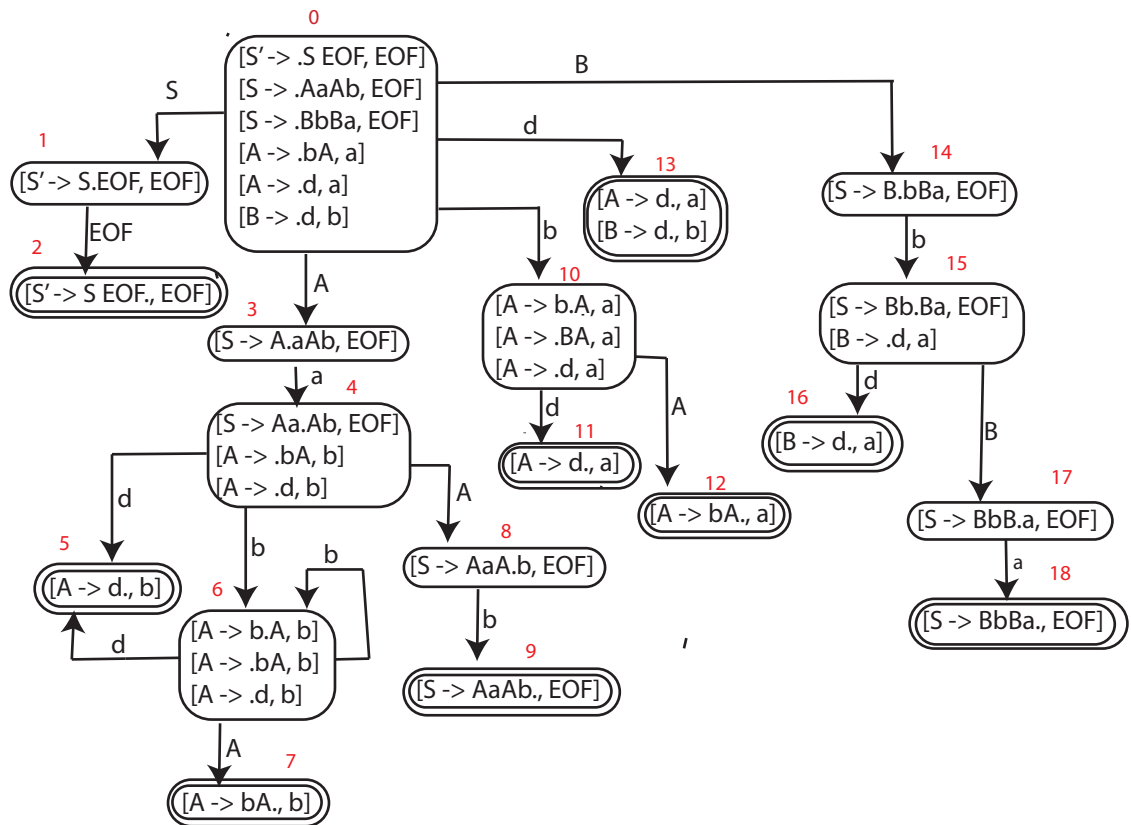 0
[S' -> .S EOF, EOF]
[S -> .AaAb, EOF]
[S -> .BbBa, EOF]
[A -> .bA, a]
[A -> .d, a]
[B -> .d, b]
S
B
d
b
A
1
[S' -> S.EOF, EOF]
EOF
2
[S' -> S EOF., EOF]
13
[A -> d., a]
[B -> d., b]
14
[S -> B.bBa, EOF]
b
15
[S -> Bb.Ba, EOF]
[B -> .d, a]
d
B
16
[B -> d., a]
17
[S -> BbB.a, EOF]
a
18
[S -> BbBa., EOF]
10
[A -> b.A, a]
[A -> .BA, a]
[A -> .d, a]
d
A
11
[A -> d., a]
12
[A -> bA., a]
3
[S -> A.aAb, EOF]
a
4
[S -> Aa.Ab, EOF]
[A -> .bA, b]
[A -> .d, b]
d
b
A
5
[A -> d., b]
6
[A -> b.A, b]
[A -> .bA, b]
[A -> .d, b]
d
b
A
7
[A -> bA., b]
8
[S -> AaA.b, EOF]
b
9
[S -> AaAb., EOF]